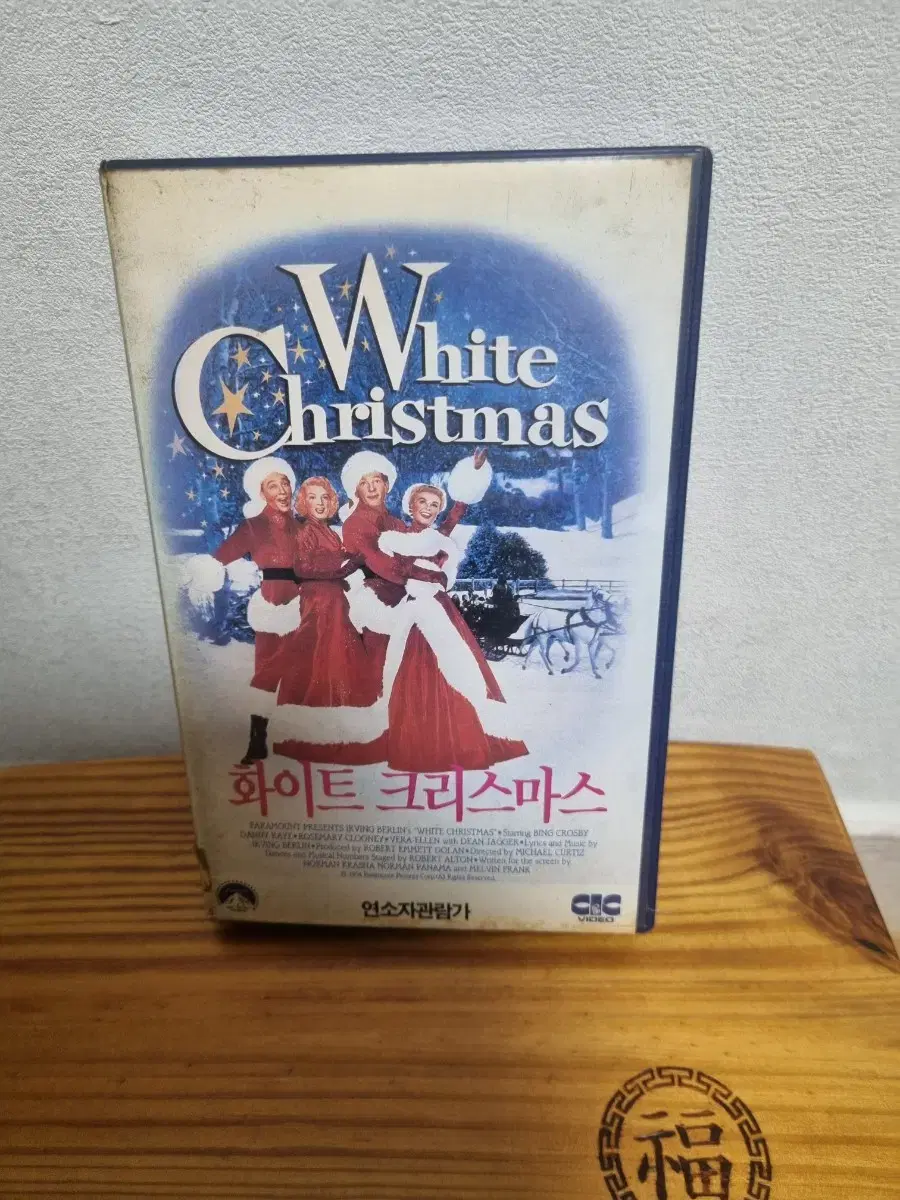 White
Christmas
화이트 크리스마스
PARAMOUNT PRESENTS IRVING BERLIN's "WHITE CHRISTMAS" • Starring BING CROSBY
DANNY KAYE • ROSEMARY CLOONEY • VERA-ELLEN with DEAN JAGGER • Lyrics and Music by
IRVING BERLIN • Produced by ROBERT EMMETT DOLAN • Directed by MICHAEL CURTIZ
Dances and Musical Numbers Staged by ROBERT ALTON • Written for the screen by
NORMAN KRASNA NORMAN PANAMA and MELVIN FRANK
All Rights Reserved.
연소자관람가
CIC
VIDEO
福